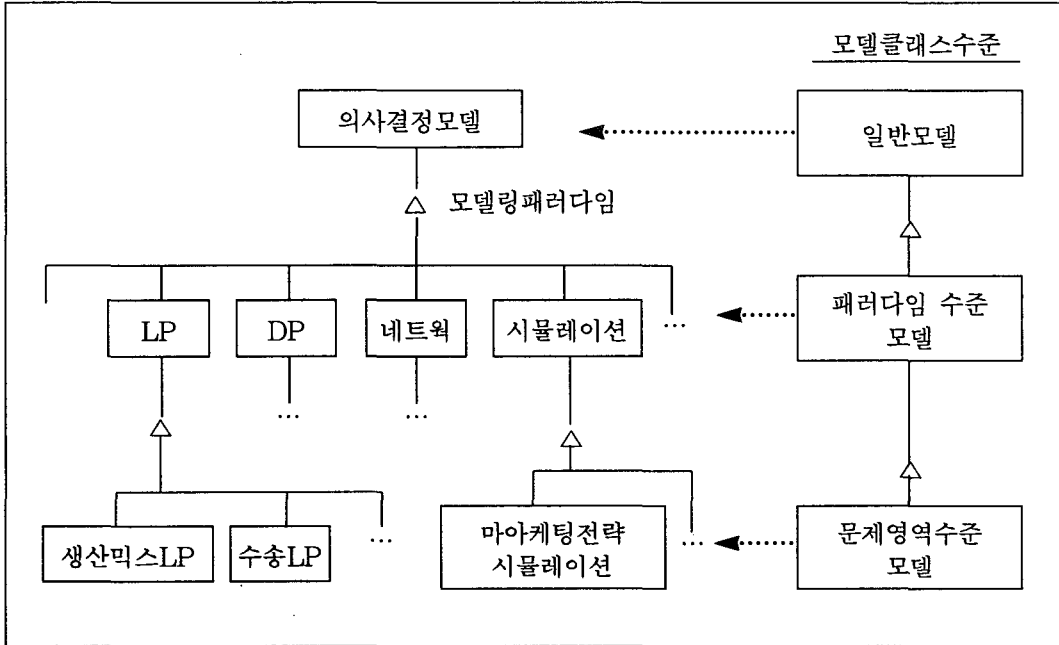 모델클래스수준
의사결정모델
일반모델
모델링패러다임
LP
DP
네트웍
시뮬레이션
...
패러다임 수준
모델
...
...
생산믹스LP
수송LP
...
마아케팅전략
시뮬레이션
...
문제영역수준
모델